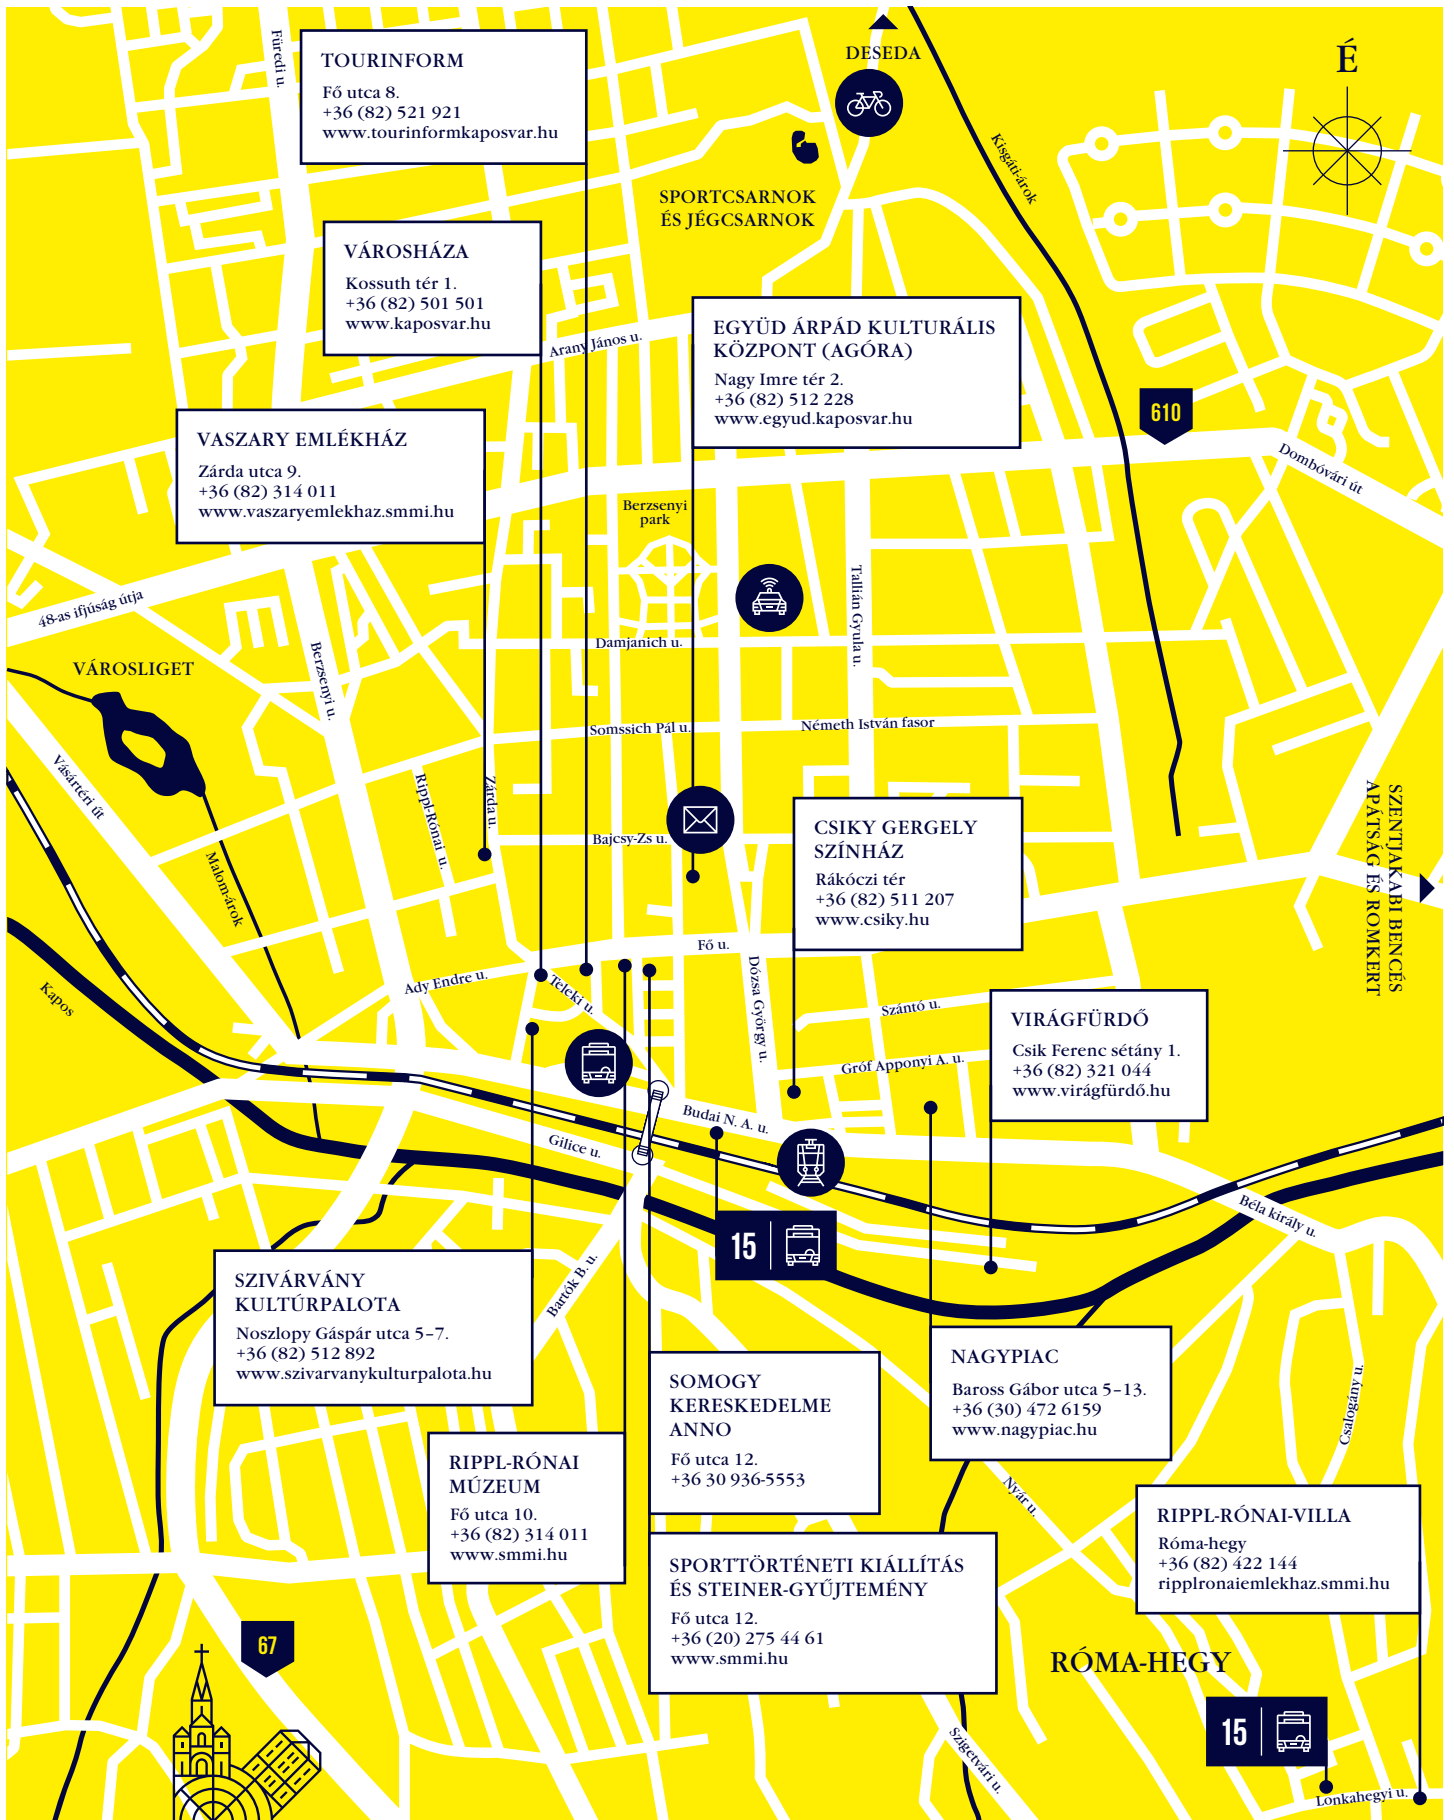 Füredi u.
TOURINFORM
Fő utca 8.
+36 (82) 521 921
www.tourinformkaposvar.hu
DESEDA
É
Kisgáti-árok
SPORTCSARNOK
ÉS JÉGCSARNOK
VÁROSHÁZA
Kossuth tér 1.
+36 (82) 501 501
www.kaposvar.hu
Arany János u.
EGYÜD ÁRPÁD KULTURÁLIS
KÖZPONT (AGÓRA)
Nagy Imre tér 2.
+36 (82) 512 228
www.egyud.kaposvar.hu
610
Dombóvári út
VASZARY EMLÉKHÁZ
Zárda utca 9.
+36 (82) 314 011
www.vaszaryemlekhaz.smmi.hu
Berzsenyi
park
48-as ifjúság útja
Tallián Gyula u.
Damjanich u.
Berzsenyi u.
VÁROSLIGET
Somssich Pál u.
Németh István fasor
Vásártéri út
Rippl-Rónai u.
Zárda u.
Bajcsy-Zs u.
Malom-árok
CSIKY GERGELY
SZÍNHÁZ
Rákóczi tér
+36 (82) 511 207
www.csiky.hu
SZENTJAKABI BENCÉS
APÁTSÁG ÉS ROMKERT
Fő u.
Ady Endre u.
Teleki u.
Dózsa György u.
Kapos
Szántó u.
Gróf Apponyi A. u.
VIRÁGFÜRDŐ
Csik Ferenc sétány 1.
+36 (82) 321 044
www.virágfürdő.hu
Budai N. A. u.
Gilice u.
Béla király u.
15
Bartók B. u.
SZIVÁRVÁNY
KULTÚRPALOTA
Noszlopy Gáspár utca 5–7.
+36 (82) 512 892
www.szivarvanykulturpalota.hu
SOMOGY
KERESKEDELME
ANNO
Fő utca 12.
+36 30 936-5553
NAGYPIAC
Baross Gábor utca 5–13.
+36 (30) 472 6159
www.nagypiac.hu
Csalogány u.
RIPPL-RÓNAI
MÚZEUM
Fő utca 10.
+36 (82) 314 011
www.smmi.hu
Nyár u.
RIPPL-RÓNAI-VILLA
Róma-hegy
+36 (82) 422 144
ripplronaiemlekhaz.smmi.hu
SPORTTÖRTÉNETI KIÁLLÍTÁS
ÉS STEINER-GYŰJTEMÉNY
Fő utca 12.
+36 (20) 275 44 61
www.smmi.hu
67
RÓMA-HEGY
15
Szigetvári u.
Lonkahegyi u.